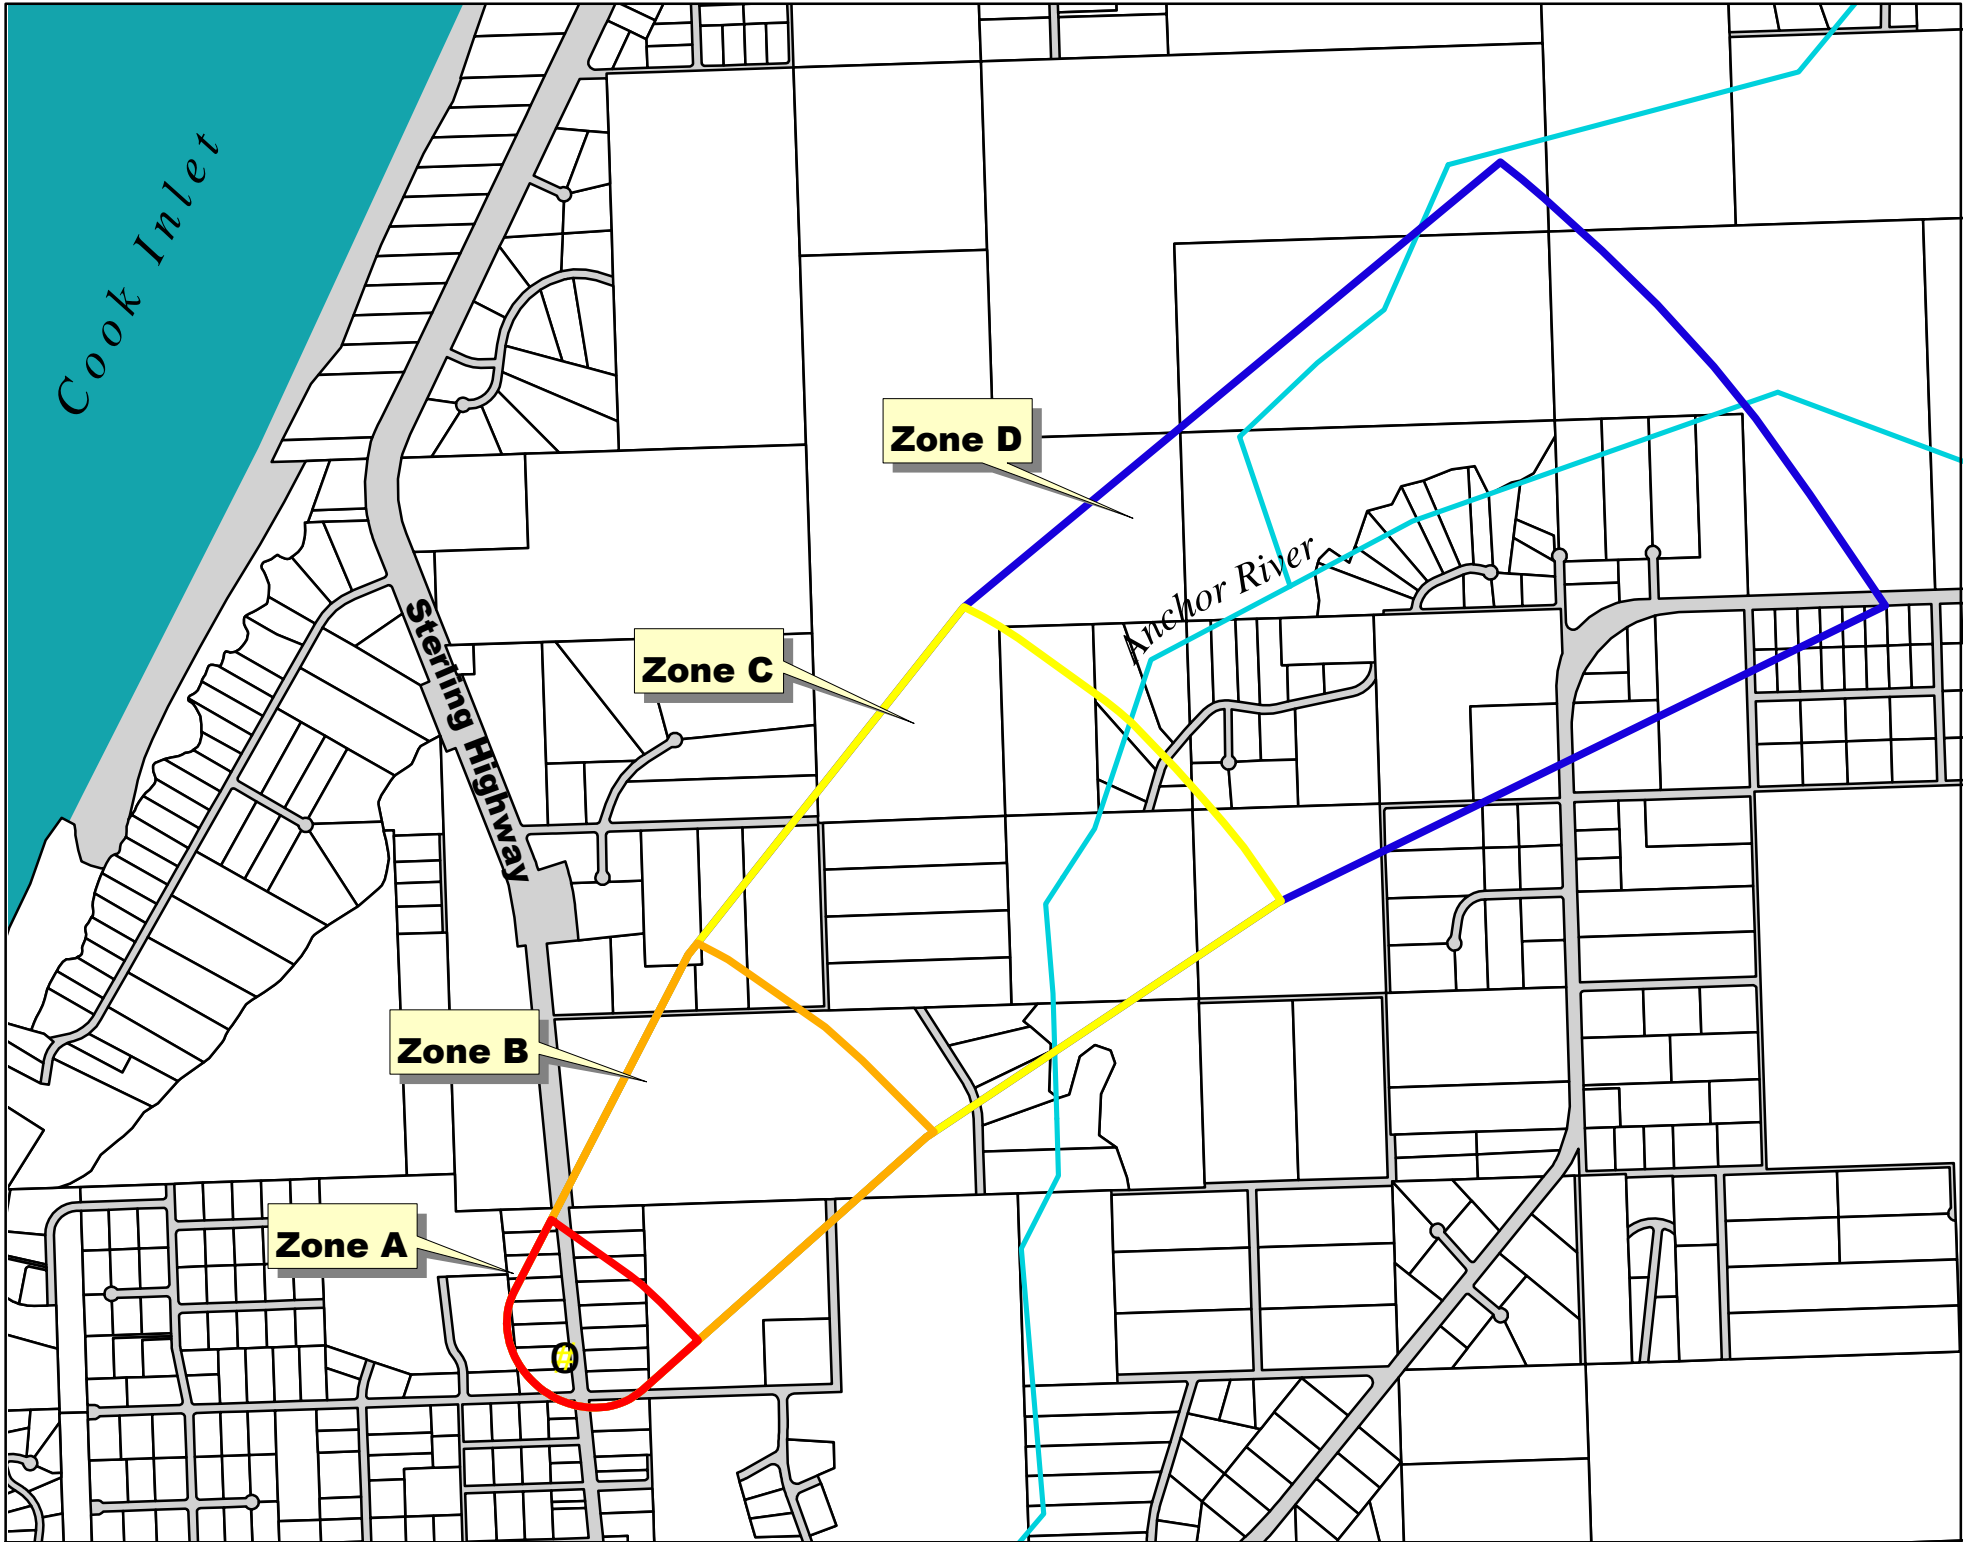 Cook Inlet
Zone D
Anchor River
Sterling Highway
Zone C
Zone B
Zone A